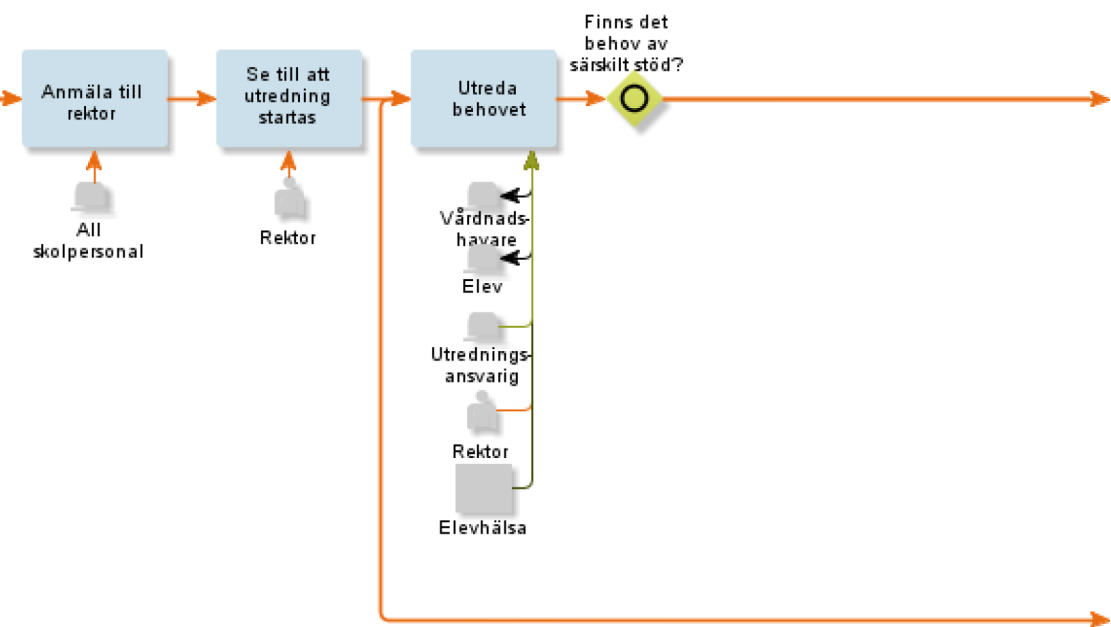 Finns det
behov av
särskilt stöd?
Anmäla till
rektor
Se till att
utredning
startas
Utreda
behovet
All
skolpersonal
Rektor
Vårdnads-
havare
Elev
Utrednings-
ansvarig
Rektor
Elevhälsa